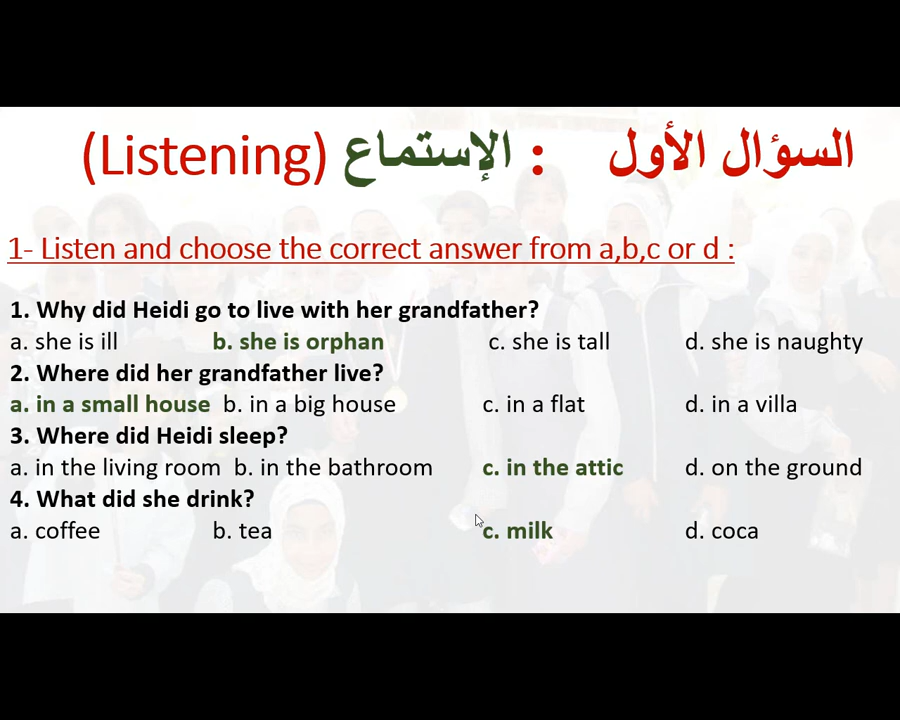 السؤال الأول : الإستماع (Listening)
1- Listen and choose the correct answer from a,b,c or d :
1. Why did Heidi go to live with her grandfather?
a. she is ill b. she is orphan c. she is tall d. she is naughty
2. Where did her grandfather live?
a. in a small house b. in a big house c. in a flat d. in a villa
3. Where did Heidi sleep?
a. in the living room b. in the bathroom c. in the attic d. on the ground
4. What did she drink?
a. coffee b. tea c. milk d. coca